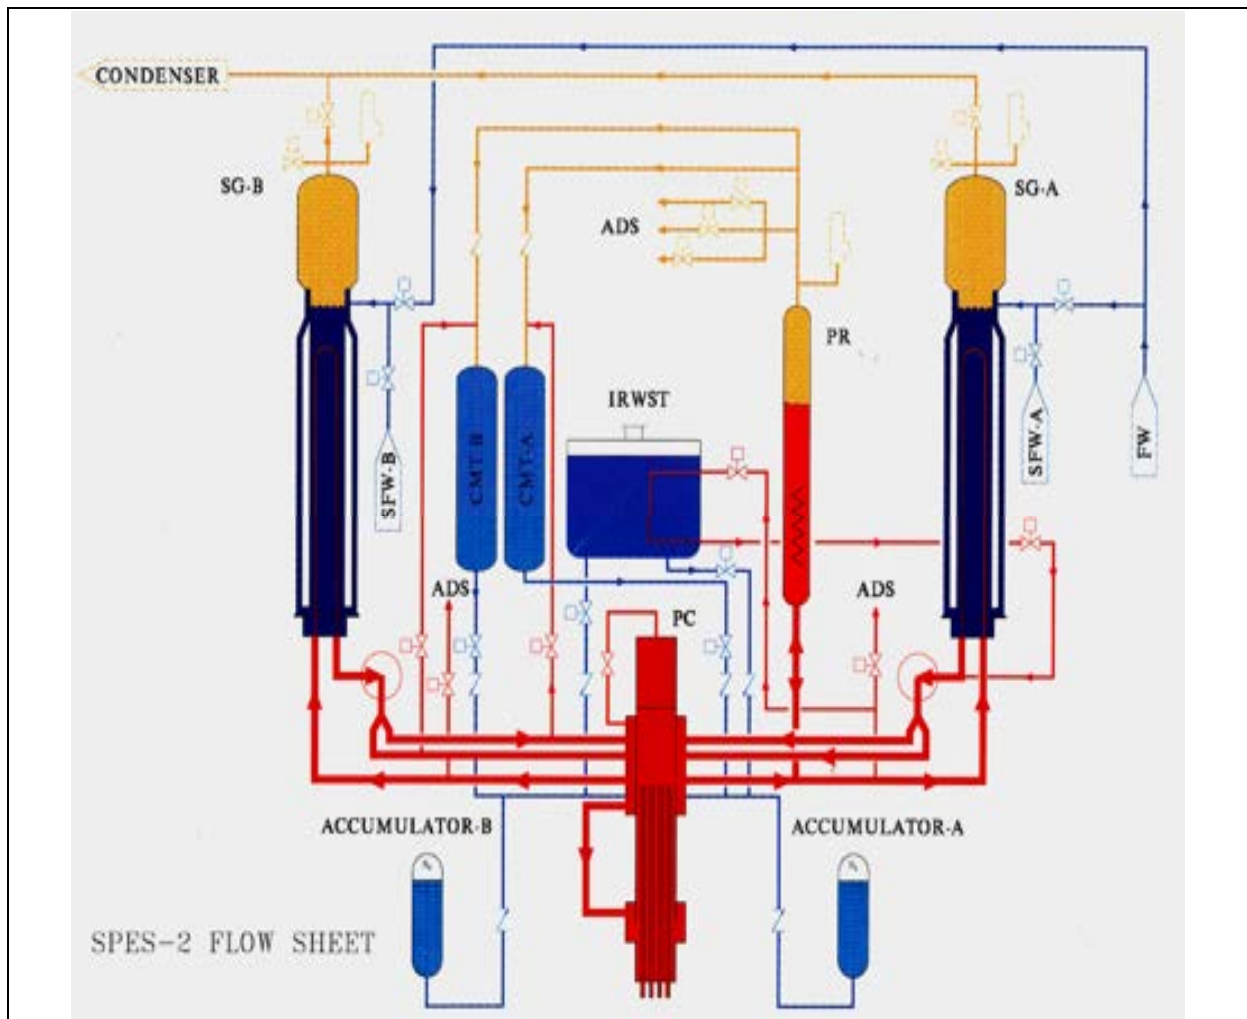 CONDENSER
SG-B
SG-A
ADS
PR
IRWST
CMT-B
CMT-A
SFW-B
SFW-A
FW
ADS
PC
ADS
ACCUMULATOR-B
ACCUMULATOR-A
N₂
SPES-2 FLOW SHEET